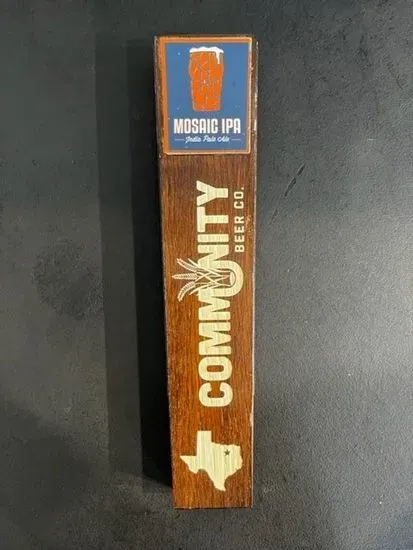 MOSAIC IPA
India Pale Ale
COMMUNITY
BEER CO.